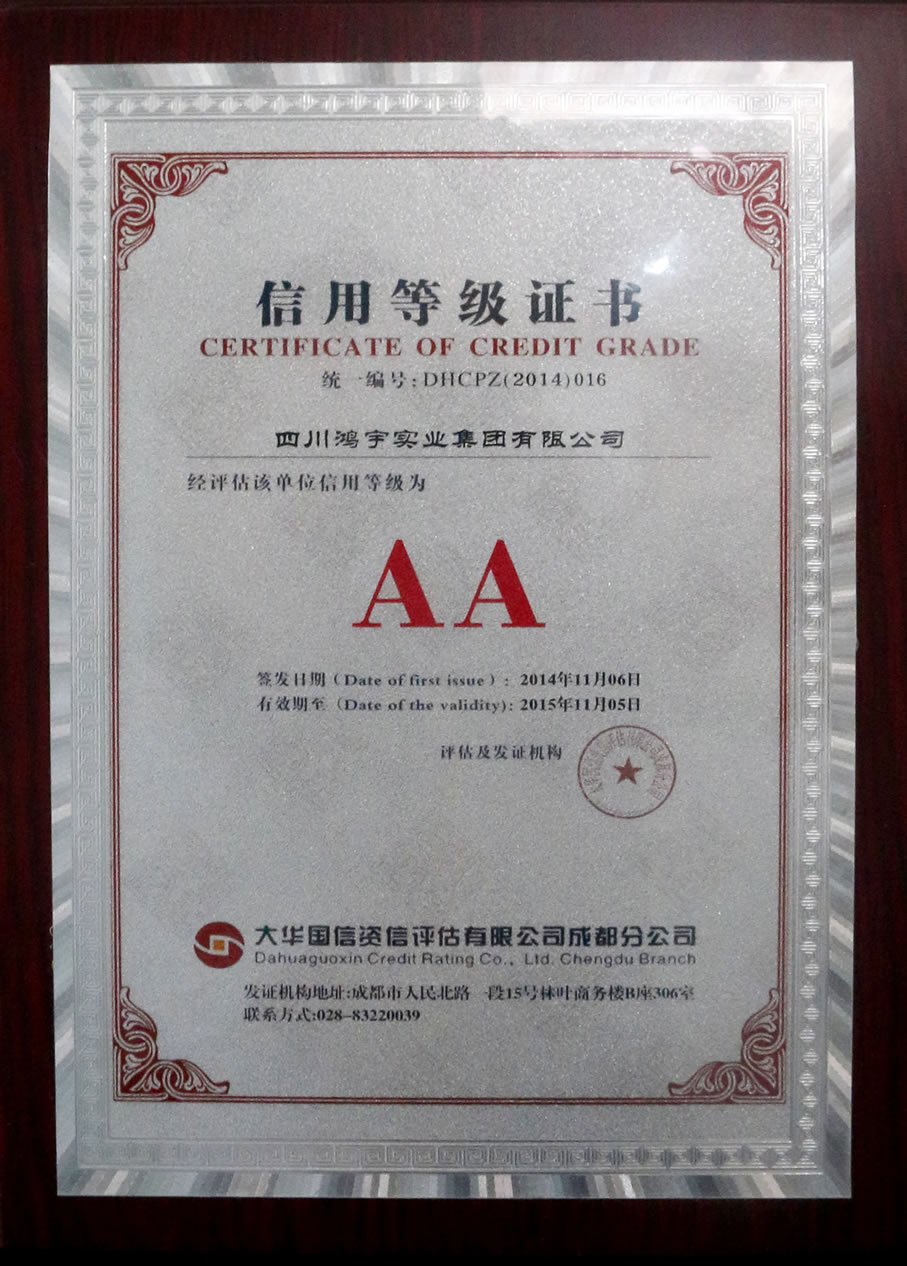 信用等级证书
CERTIFICATE OF CREDIT GRADE
统一编号:DHCPZ(2014)016
四川鸿宇实业集团有限公司
经评估该单位信用等级为
AA
签发日期（Date of first issue）：2014年11月06日
有效期至（Date of the validity):2015年11月05日
评估及发证机构
大华国信资信评估有限公司成都分公司
Dahuaguoxin Credit Rating Co., Ltd. Chengdu Branch
发证机构地址:成都市人民北路一段15号林叶商务楼B座306室
联系方式:028-83220039